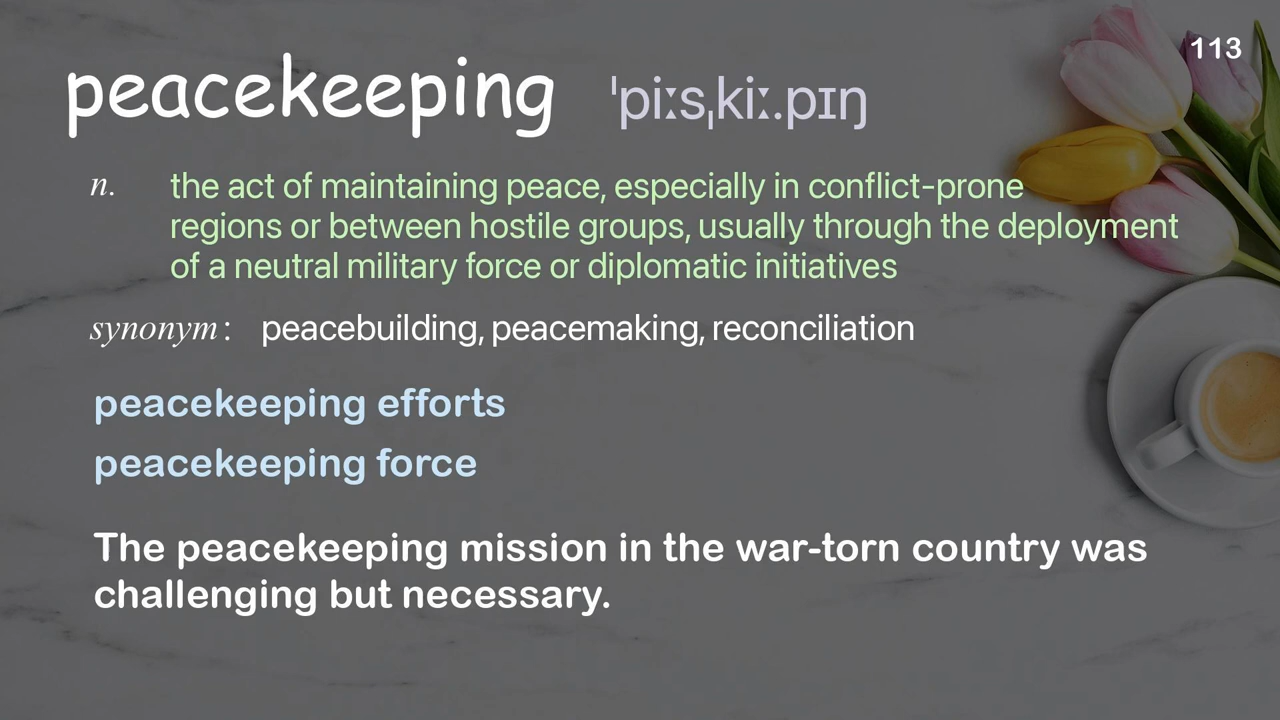 113
peacekeeping ˈpiːsˌkiː.pɪŋ
n. the act of maintaining peace, especially in conflict-prone
regions or between hostile groups, usually through the deployment
of a neutral military force or diplomatic initiatives
synonym: peacebuilding, peacemaking, reconciliation
peacekeeping efforts
peacekeeping force
The peacekeeping mission in the war-torn country was
challenging but necessary.